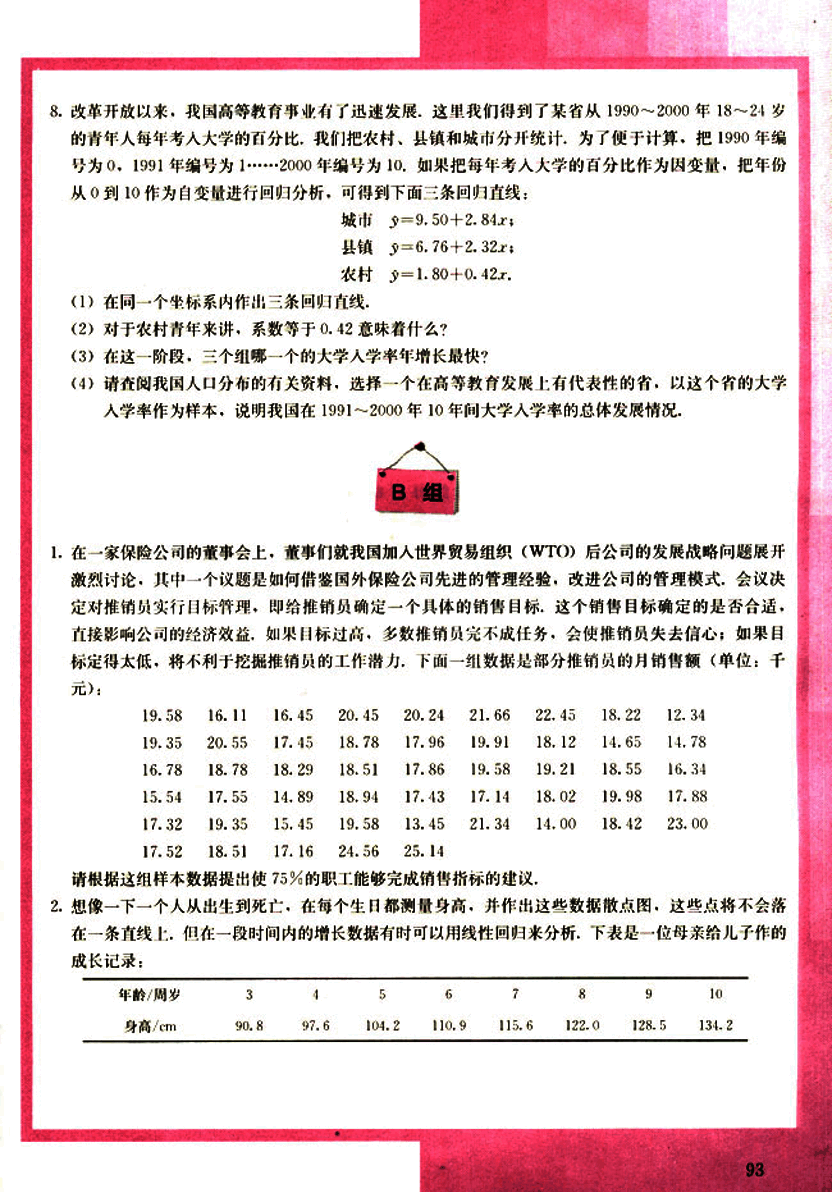 8. 改革开放以来，我国高等教育事业有了迅速发展. 这里我们得到了某省从 1990～2000 年 18～24 岁
的青年人每年考入大学的百分比. 我们把农村、县镇和城市分开统计. 为了便于计算，把 1990 年编
号为 0，1991 年编号为 1……2000 年编号为 10. 如果把每年考入大学的百分比作为因变量，把年份
从 0 到 10 作为自变量进行回归分析，可得到下面三条回归直线：
城市 ŷ=9.50+2.84x;
县镇 ŷ=6.76+2.32x;
农村 ŷ=1.80+0.42x.
(1) 在同一个坐标系内作出三条回归直线.
(2) 对于农村青年来讲，系数等于 0.42 意味着什么?
(3) 在这一阶段，三个组哪一个的大学入学率年增长最快?
(4) 请查阅我国人口分布的有关资料，选择一个在高等教育发展上有代表性的省，以这个省的大学
入学率作为样本，说明我国在 1991～2000 年 10 年间大学入学率的总体发展情况.
B 组
1. 在一家保险公司的董事会上，董事们就我国加入世界贸易组织（WTO）后公司的发展战略问题展开
激烈讨论，其中一个议题是如何借鉴国外保险公司先进的管理经验，改进公司的管理模式. 会议决
定对推销员实行目标管理，即给推销员确定一个具体的销售目标. 这个销售目标确定的是否合适，
直接影响公司的经济效益. 如果目标过高，多数推销员完不成任务，会使推销员失去信心；如果目
标定得太低，将不利于挖掘推销员的工作潜力. 下面一组数据是部分推销员的月销售额（单位：千
元）：
19.58 16.11 16.45 20.45 20.24 21.66 22.45 18.22 12.34
19.35 20.55 17.45 18.78 17.96 19.91 18.12 14.65 14.78
16.78 18.78 18.29 18.51 17.86 19.58 19.21 18.55 16.34
15.54 17.55 14.89 18.94 17.43 17.14 18.02 19.98 17.88
17.32 19.35 15.45 19.58 13.45 21.34 14.00 18.42 23.00
17.52 18.51 17.16 24.56 25.14
请根据这组样本数据提出使 75%的职工能够完成销售指标的建议.
2. 想像一下一个人从出生到死亡，在每个生日都测量身高，并作出这些数据散点图，这些点将不会落
在一条直线上. 但在一段时间内的增长数据有时可以用线性回归来分析. 下表是一位母亲给儿子作的
成长记录：
年龄/周岁 3 4 5 6 7 8 9 10
身高/cm 90.8 97.6 104.2 110.9 115.6 122.0 128.5 134.2
93